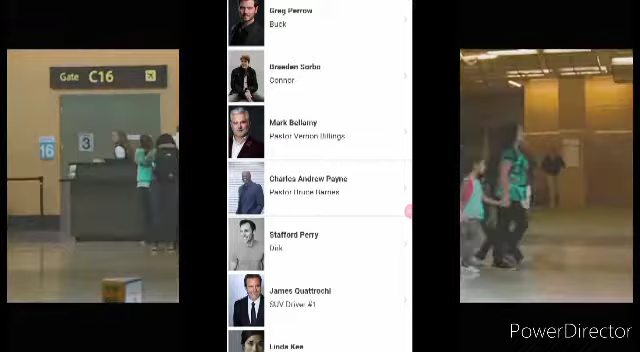 Gate C16
3
16
Greg Perrow
Buck
Braeden Sorbo
Connor
Mark Bellamy
Pastor Vernon Billings
Charles Andrew Payne
Pastor Bruce Barnes
Stafford Perry
Dirk
James Quattrochi
SUV Driver #1
Linda Kee
PowerDirector